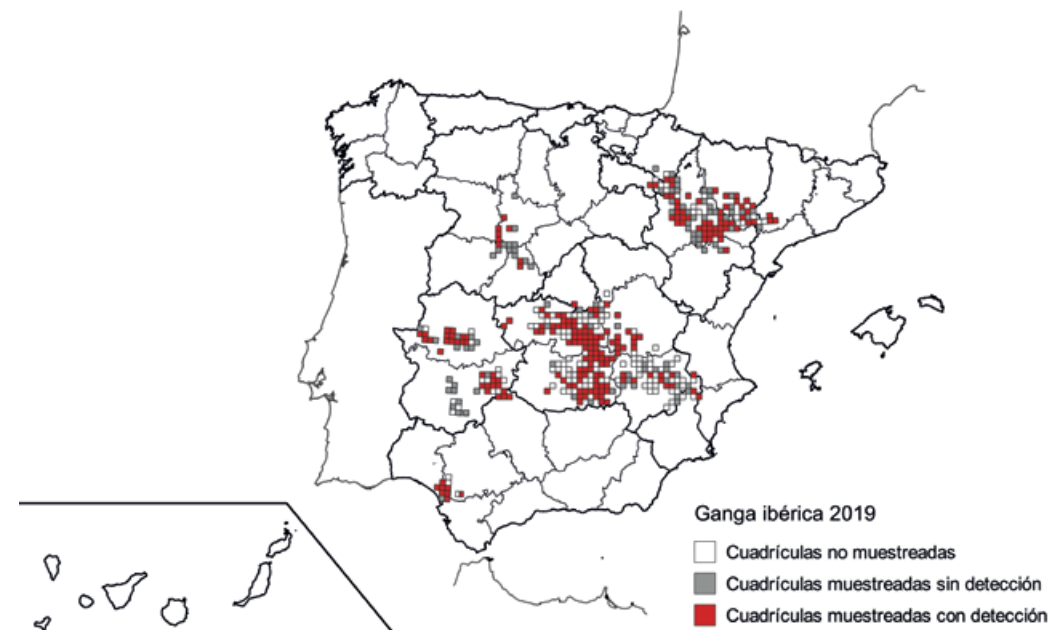 Ganga ibérica 2019
Cuadrículas no muestreadas
Cuadrículas muestreadas sin detección
Cuadrículas muestreadas con detección